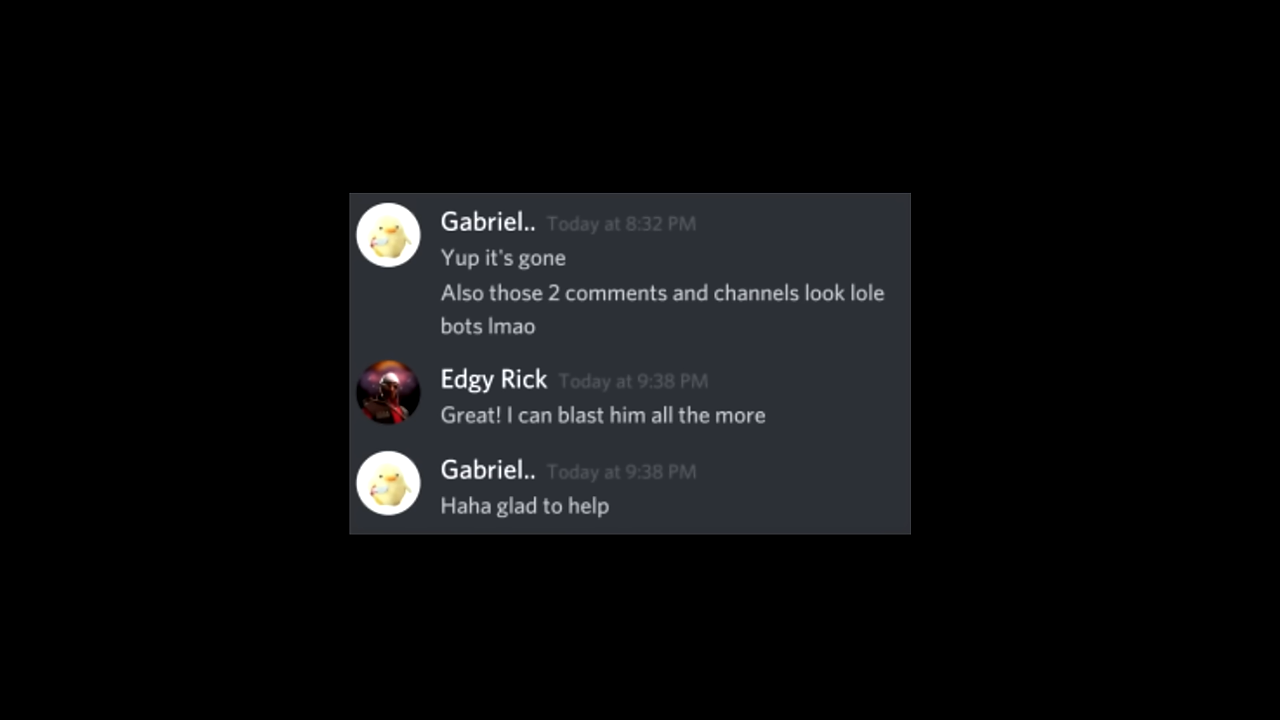 Gabriel.. Today at 8:32 PM
Yup it's gone
Also those 2 comments and channels look lole
bots lmao
Edgy Rick Today at 9:38 PM
Great! I can blast him all the more
Gabriel.. Today at 9:38 PM
Haha glad to help